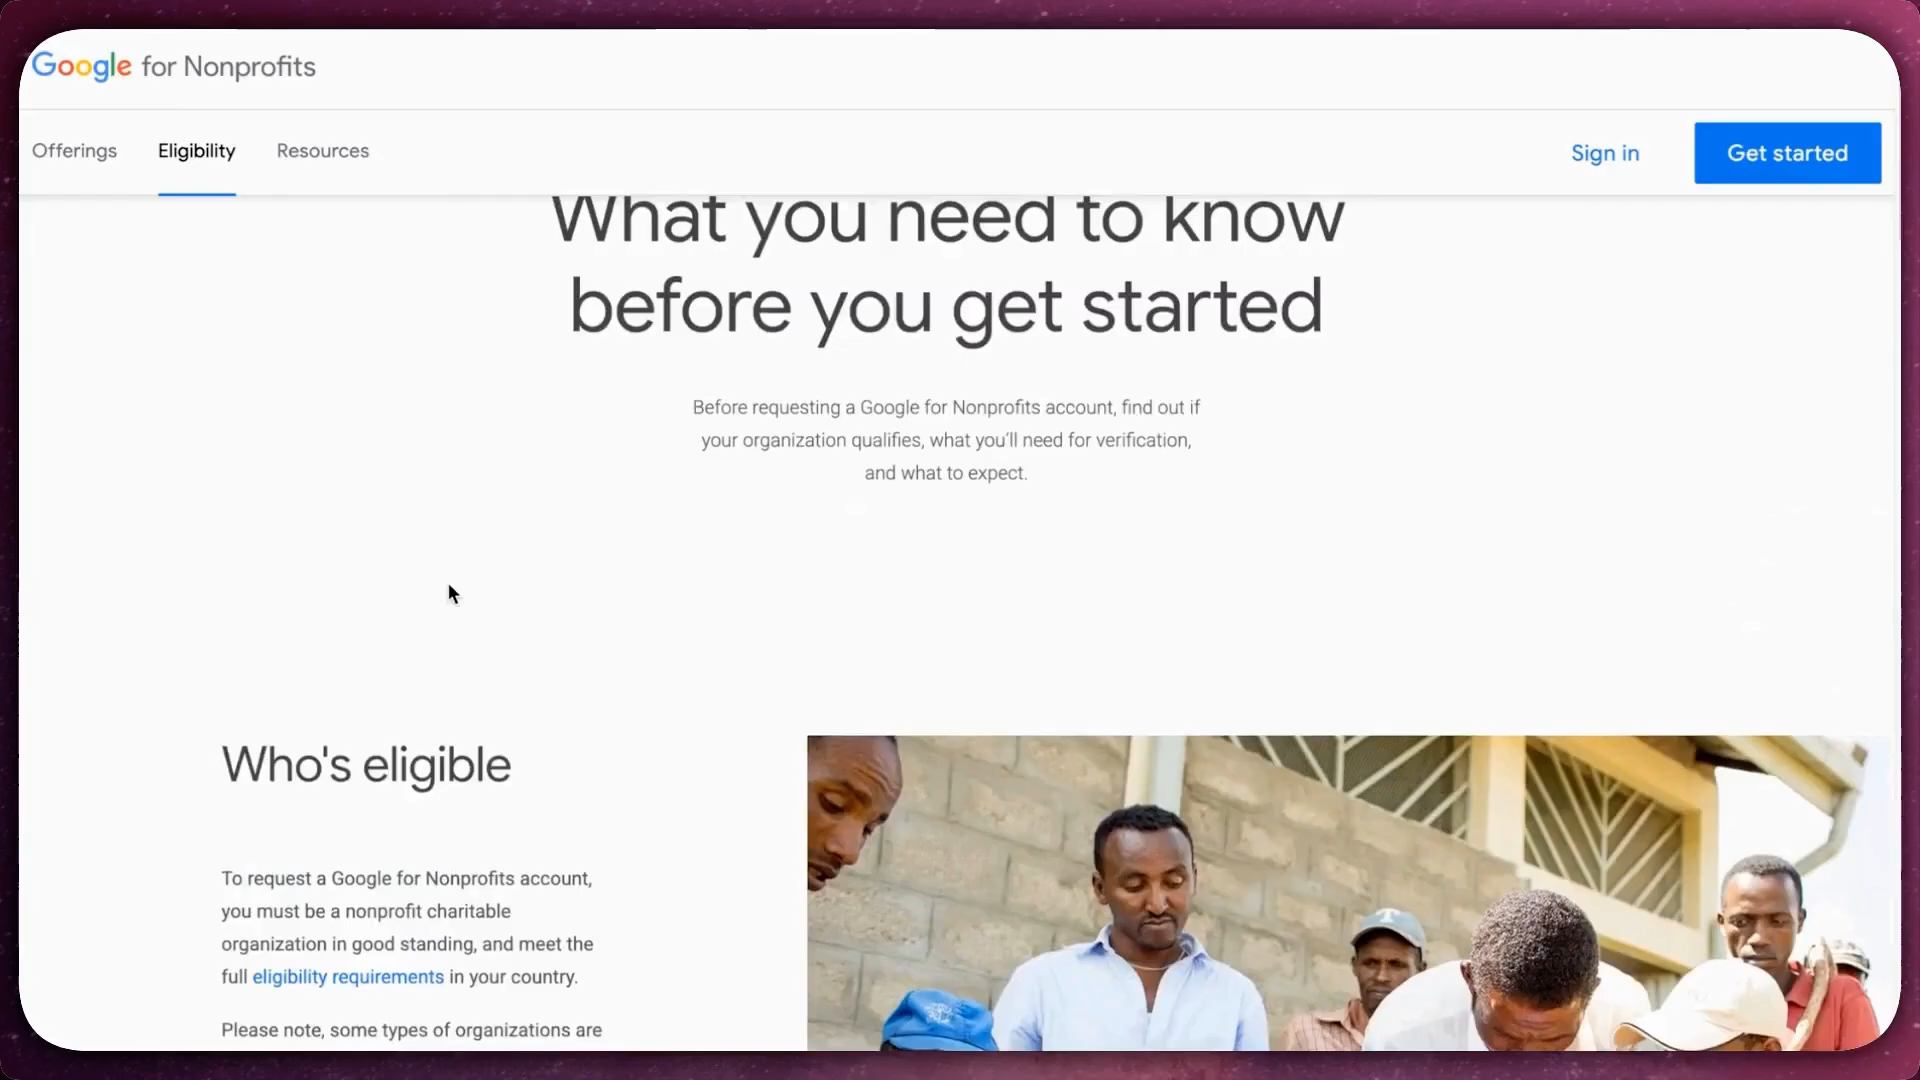 Google for Nonprofits
Offerings
Eligibility
Resources
Sign in
Get started
What you need to know
before you get started
Before requesting a Google for Nonprofits account, find out if
your organization qualifies, what you'll need for verification,
and what to expect.
Who's eligible
To request a Google for Nonprofits account,
you must be a nonprofit charitable
organization in good standing, and meet the
full eligibility requirements in your country.
Please note, some types of organizations are